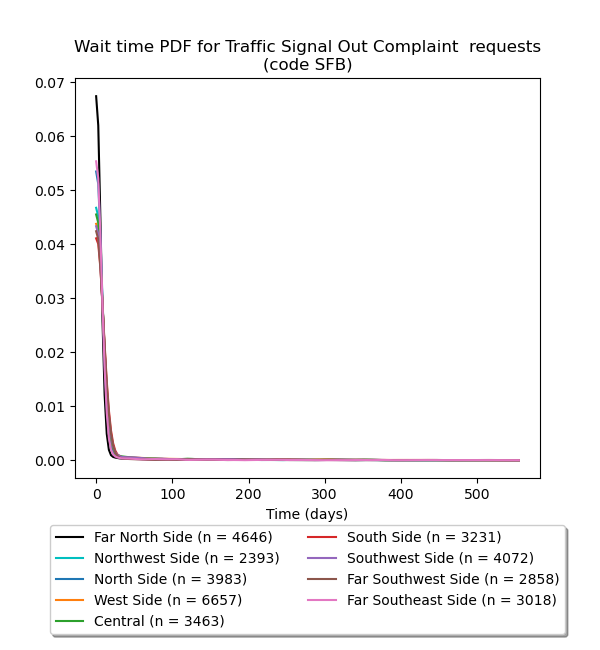 Wait time PDF for Traffic Signal Out Complaint  requests
(code SFB)
0.07
0.06
0.05
0.04
0.03
0.02
0.01
0.00
0 100 200 300 400 500
Time (days)
Far North Side (n = 4646)
Northwest Side (n = 2393)
North Side (n = 3983)
West Side (n = 6657)
Central (n = 3463)
South Side (n = 3231)
Southwest Side (n = 4072)
Far Southwest Side (n = 2858)
Far Southeast Side (n = 3018)